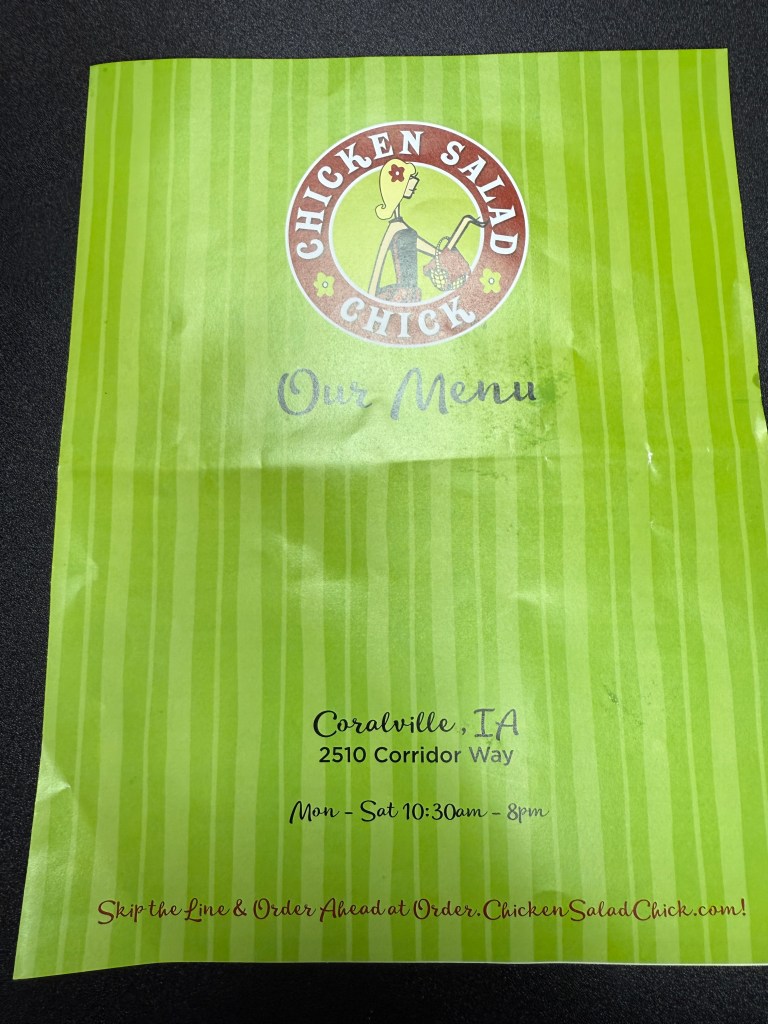 CHICKEN SALAD
CHICK
Our Menu
Coralville, IA
2510 Corridor Way
Mon - Sat 10:30am - 8pm
Skip the Line & Order Ahead at Order.ChickenSaladChick.com!